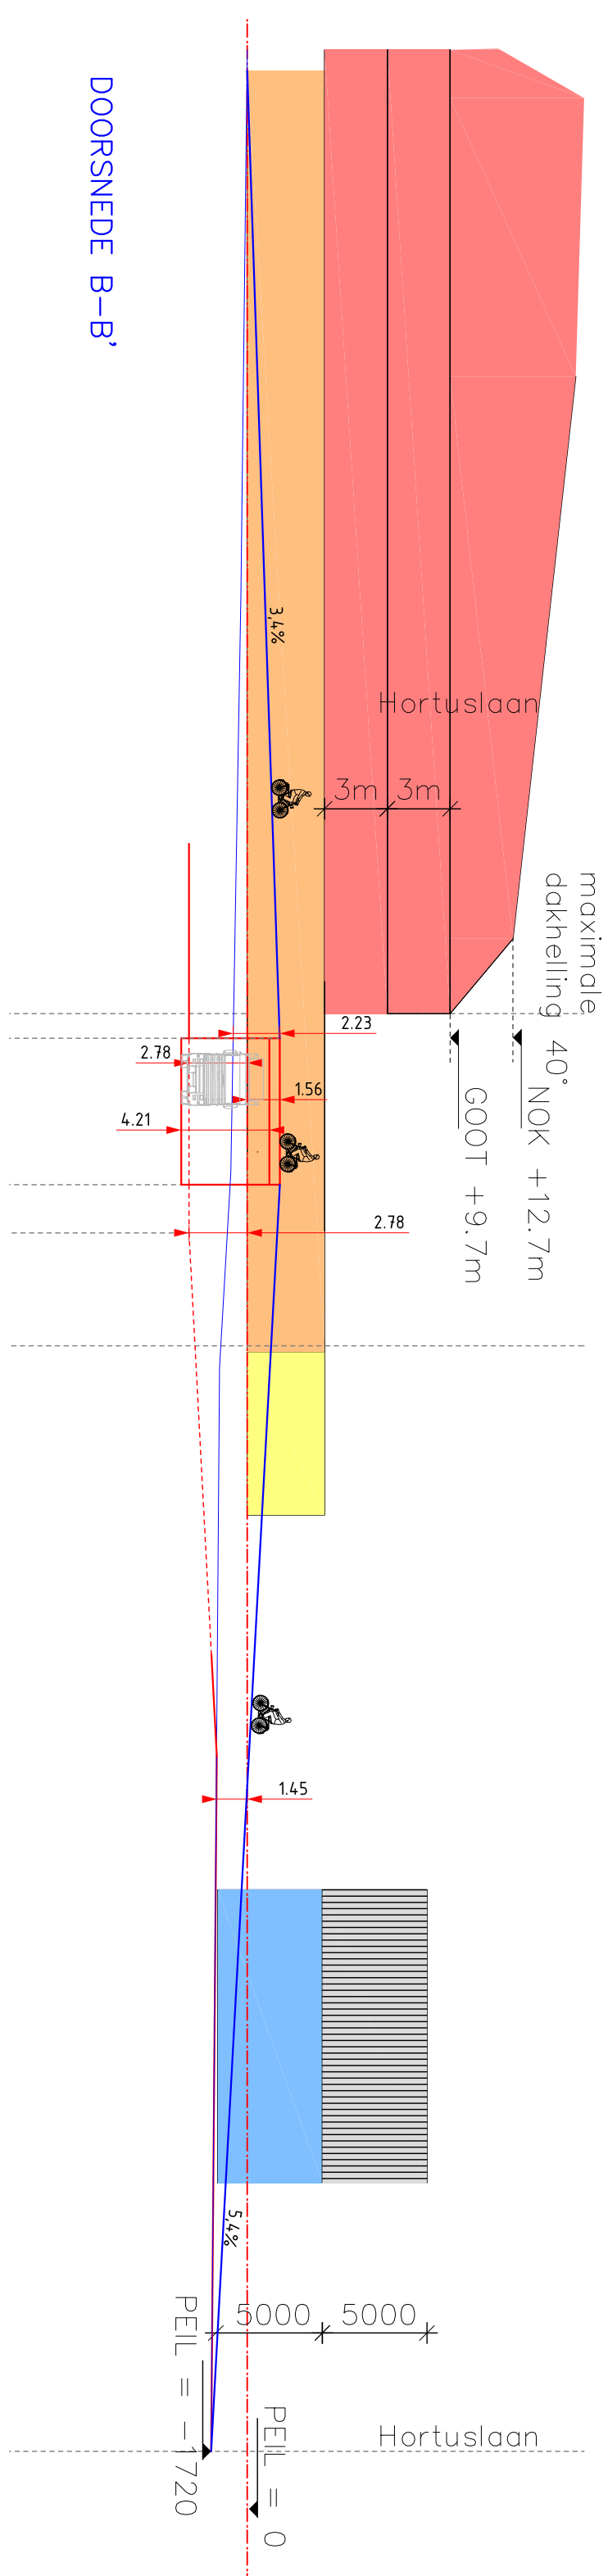 DOORSNEDE B-B'
3,4%
Hortuslaan
3m
3m
maximale
dakhelling 40°
NOK +12.7m
GOOT +9.7m
2.23
2.78
1.56
4.21
2.78
1.45
5,4%
5000
5000
PEIL = -1720
PEIL = 0
Hortuslaan